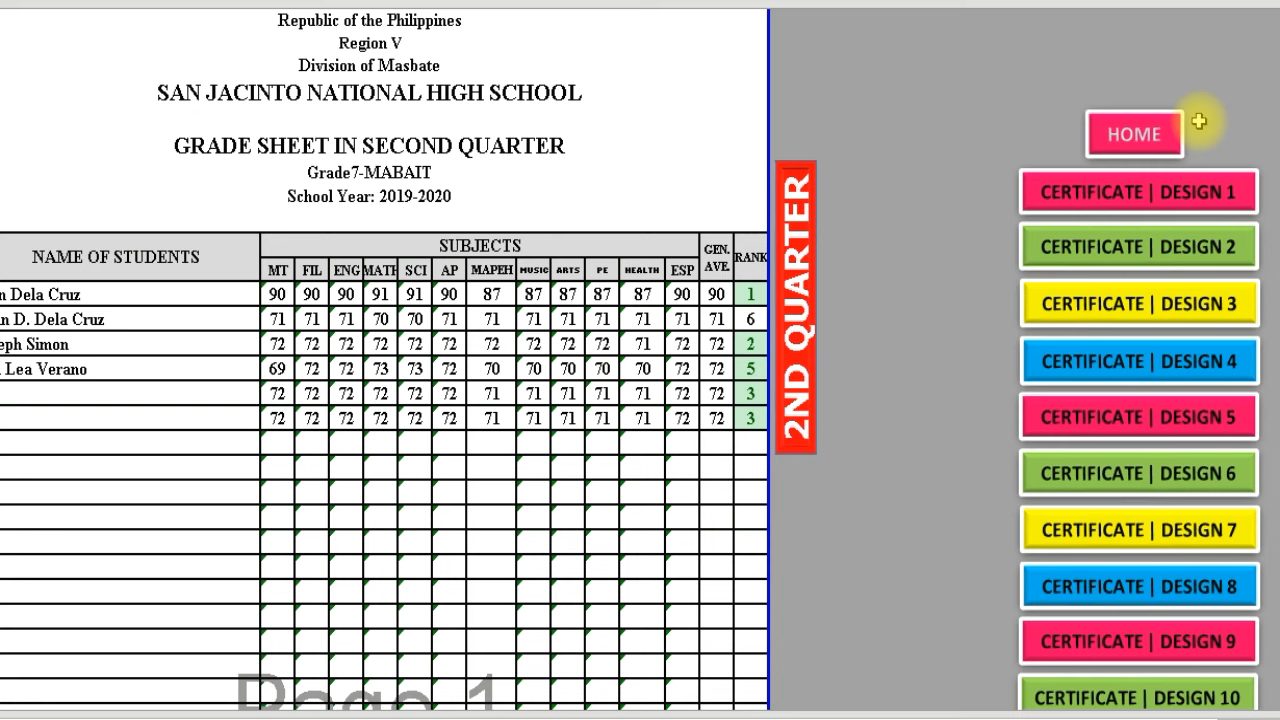 Republic of the Philippines
Region V
Division of Masbate
SAN JACINTO NATIONAL HIGH SCHOOL
GRADE SHEET IN SECOND QUARTER
Grade7-MABAIT
School Year: 2019-2020
NAME OF STUDENTS SUBJECTS GEN. AVE. RANK
MT FIL ENG MATH SCI AP MAPEH MUSIC ARTS PE HEALTH ESP
n Dela Cruz 90 90 90 91 91 90 87 87 87 87 87 90 90 1
n D. Dela Cruz 71 71 71 70 70 71 71 71 71 71 71 71 71 6
eph Simon 72 72 72 72 72 72 72 72 72 72 71 72 72 2
Lea Verano 69 72 72 73 73 72 70 70 70 70 70 72 72 5
72 72 72 72 72 72 71 71 71 71 71 72 72 3
72 72 72 72 72 72 71 71 71 71 71 72 72 3
Page 1
2ND QUARTER
HOME
CERTIFICATE | DESIGN 1
CERTIFICATE | DESIGN 2
CERTIFICATE | DESIGN 3
CERTIFICATE | DESIGN 4
CERTIFICATE | DESIGN 5
CERTIFICATE | DESIGN 6
CERTIFICATE | DESIGN 7
CERTIFICATE | DESIGN 8
CERTIFICATE | DESIGN 9
CERTIFICATE | DESIGN 10